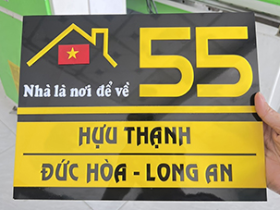 55
Nhà là nơi để về
HỰU THẠNH
ĐỨC HÒA - LONG AN